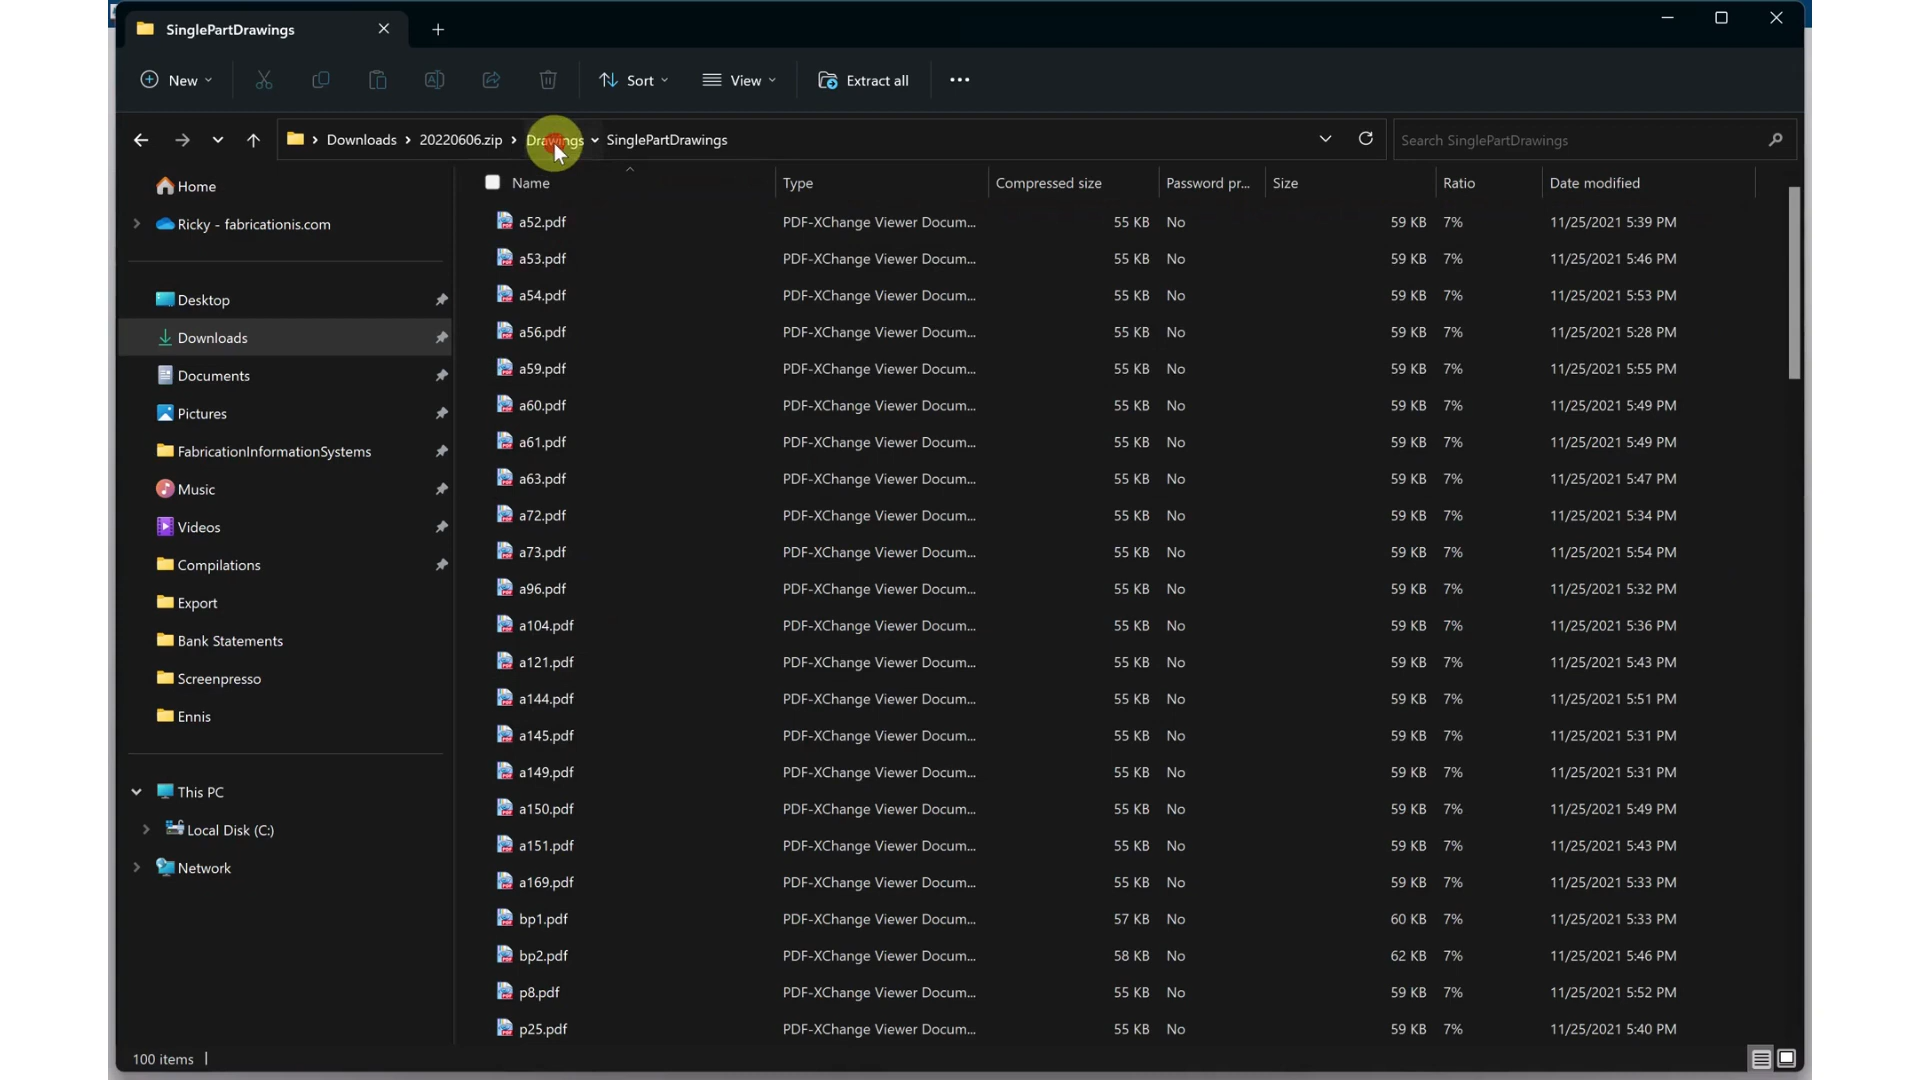 SinglePartDrawings
New
Sort
View
Extract all
Downloads > 20220606.zip > Drawings SinglePartDrawings
Search SinglePartDrawings
Name Type Compressed size Password pr... Size Ratio Date modified
Home
Ricky - fabricationis.com
Desktop
Downloads
Documents
Pictures
FabricationInformationSystems
Music
Videos
Compilations
Export
Bank Statements
Screenpresso
Ennis
This PC
Local Disk (C:)
Network
a52.pdf PDF-XChange Viewer Docum... 55 KB No 59 KB 7% 11/25/2021 5:39 PM
a53.pdf PDF-XChange Viewer Docum... 55 KB No 59 KB 7% 11/25/2021 5:46 PM
a54.pdf PDF-XChange Viewer Docum... 55 KB No 59 KB 7% 11/25/2021 5:53 PM
a56.pdf PDF-XChange Viewer Docum... 55 KB No 59 KB 7% 11/25/2021 5:28 PM
a59.pdf PDF-XChange Viewer Docum... 55 KB No 59 KB 7% 11/25/2021 5:55 PM
a60.pdf PDF-XChange Viewer Docum... 55 KB No 59 KB 7% 11/25/2021 5:49 PM
a61.pdf PDF-XChange Viewer Docum... 55 KB No 59 KB 7% 11/25/2021 5:49 PM
a63.pdf PDF-XChange Viewer Docum... 55 KB No 59 KB 7% 11/25/2021 5:47 PM
a72.pdf PDF-XChange Viewer Docum... 55 KB No 59 KB 7% 11/25/2021 5:34 PM
a73.pdf PDF-XChange Viewer Docum... 55 KB No 59 KB 7% 11/25/2021 5:54 PM
a96.pdf PDF-XChange Viewer Docum... 55 KB No 59 KB 7% 11/25/2021 5:32 PM
a104.pdf PDF-XChange Viewer Docum... 55 KB No 59 KB 7% 11/25/2021 5:36 PM
a121.pdf PDF-XChange Viewer Docum... 55 KB No 59 KB 7% 11/25/2021 5:43 PM
a144.pdf PDF-XChange Viewer Docum... 55 KB No 59 KB 7% 11/25/2021 5:51 PM
a145.pdf PDF-XChange Viewer Docum... 55 KB No 59 KB 7% 11/25/2021 5:31 PM
a149.pdf PDF-XChange Viewer Docum... 55 KB No 59 KB 7% 11/25/2021 5:31 PM
a150.pdf PDF-XChange Viewer Docum... 55 KB No 59 KB 7% 11/25/2021 5:49 PM
a151.pdf PDF-XChange Viewer Docum... 55 KB No 59 KB 7% 11/25/2021 5:43 PM
a169.pdf PDF-XChange Viewer Docum... 55 KB No 59 KB 7% 11/25/2021 5:33 PM
bp1.pdf PDF-XChange Viewer Docum... 57 KB No 60 KB 7% 11/25/2021 5:33 PM
bp2.pdf PDF-XChange Viewer Docum... 58 KB No 62 KB 7% 11/25/2021 5:46 PM
p8.pdf PDF-XChange Viewer Docum... 55 KB No 59 KB 7% 11/25/2021 5:52 PM
p25.pdf PDF-XChange Viewer Docum... 55 KB No 59 KB 7% 11/25/2021 5:40 PM
100 items